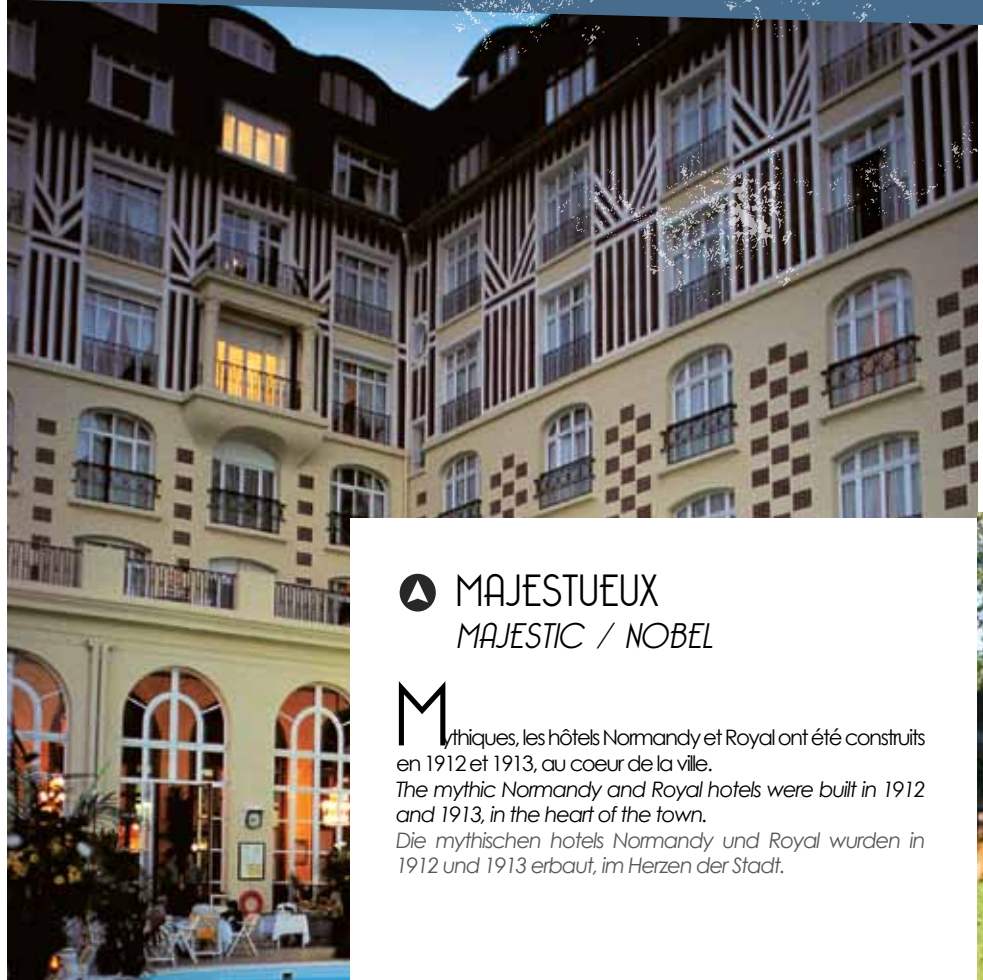 MAJESTUEUX
MAJESTIC / NOBEL
Mythiques, les hôtels Normandy et Royal ont été construits
en 1912 et 1913, au coeur de la ville.
The mythic Normandy and Royal hotels were built in 1912
and 1913, in the heart of the town.
Die mythischen hotels Normandy und Royal wurden in
1912 und 1913 erbaut, im Herzen der Stadt.